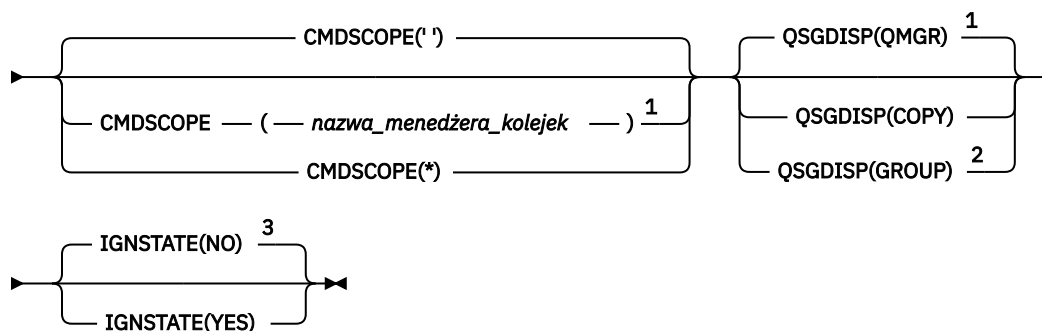 CMDSCOPE(' ')
CMDSCOPE ( nazwa_menedżera_kolejek ) 1
CMDSCOPE(*)
QSGDISP(QMGR) 1
QSGDISP(COPY)
QSGDISP(GROUP) 2
IGNSTATE(NO) 3
IGNSTATE(YES)